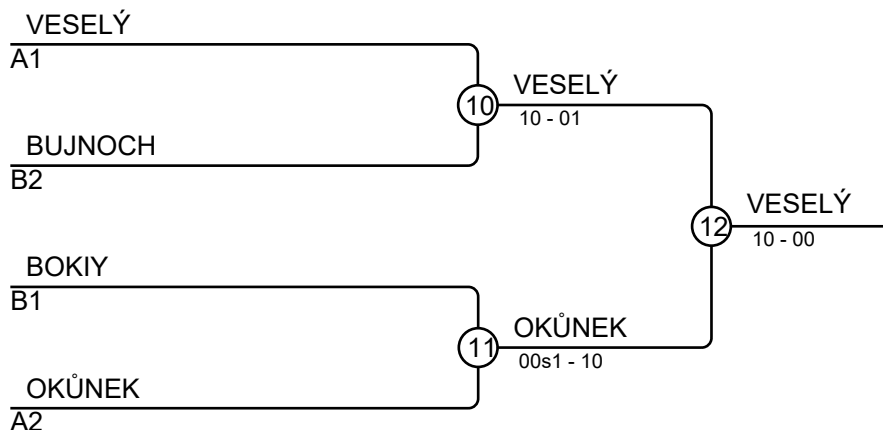 VESELÝ
A1
10
VESELÝ
10 - 01
BUJNOCH
B2
12
VESELÝ
10 - 00
BOKIY
B1
11
OKŮNEK
00s1 - 10
OKŮNEK
A2